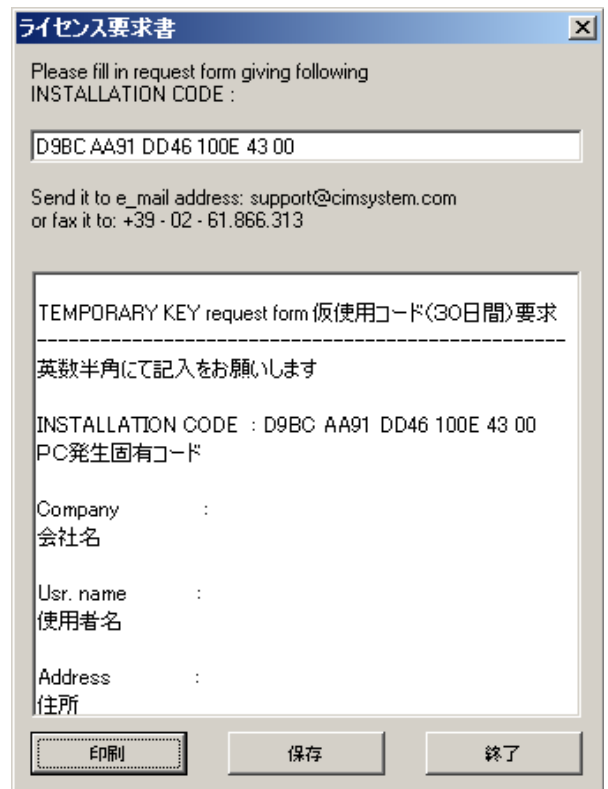 ライセンス要求書
Please fill in request form giving following
INSTALLATION CODE :
D9BC AA91 DD46 100E 43 00
Send it to e_mail address: support@cimsystem.com
or fax it to: +39 - 02 - 61.866.313
TEMPORARY KEY request form 仮使用コード(30日間)要求
--------------------------------------------------
英数半角にて記入をお願いします
INSTALLATION CODE : D9BC AA91 DD46 100E 43 00
PC発生固有コード
Company :
会社名
Usr. name :
使用者名
Address :
住所
印刷 保存 終了